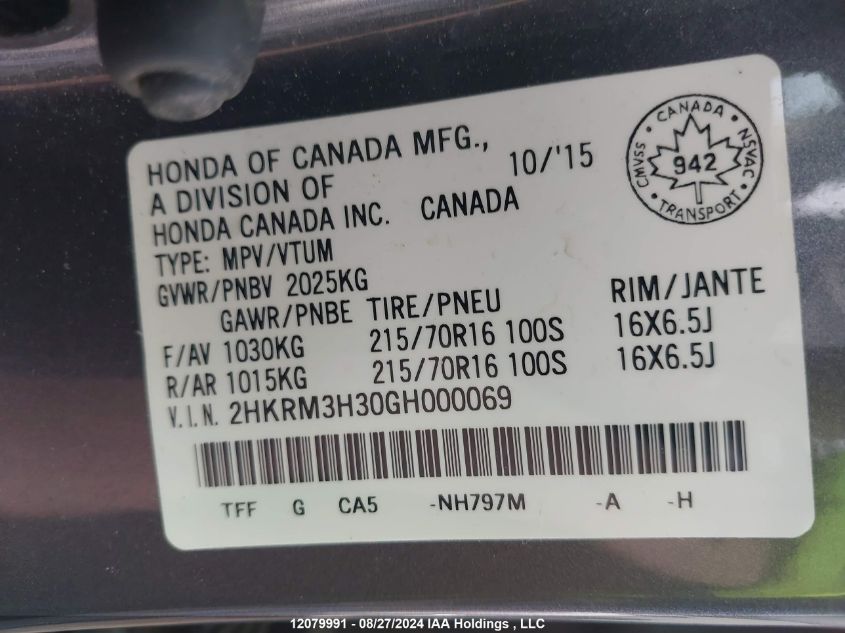 HONDA OF CANADA MFG., 10/'15
A DIVISION OF
HONDA CANADA INC. CANADA
CANADA
CMVSS 942 NSVAC
TRANSPORT
TYPE: MPV/VTUM
GVWR/PNBV 2025KG
GAWR/PNBE TIRE/PNEU RIM/JANTE
F/AV 1030KG 215/70R16 100S 16X6.5J
R/AR 1015KG 215/70R16 100S 16X6.5J
V.I.N. 2HKRM3H30GH000069
TFF G CA5 -NH797M -A -H
12079991 - 08/27/2024 IAA Holdings , LLC